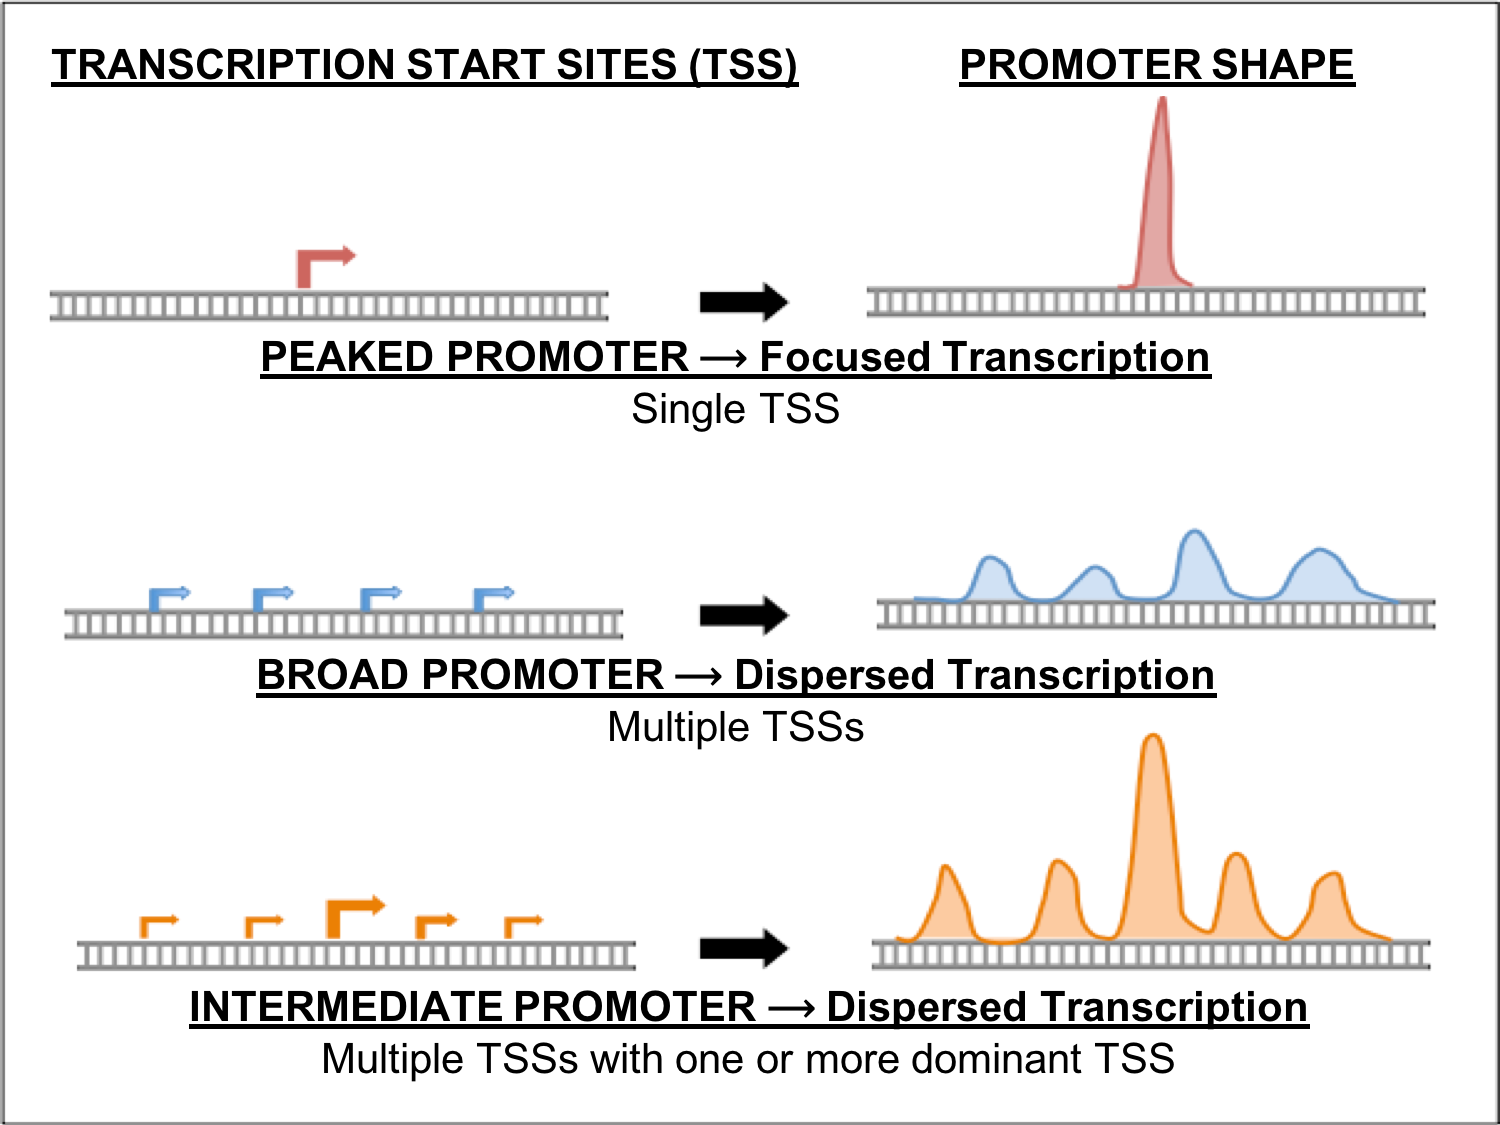 TRANSCRIPTION START SITES (TSS)
PROMOTER SHAPE
PEAKED PROMOTER → Focused Transcription
Single TSS
BROAD PROMOTER → Dispersed Transcription
Multiple TSSs
INTERMEDIATE PROMOTER → Dispersed Transcription
Multiple TSSs with one or more dominant TSS